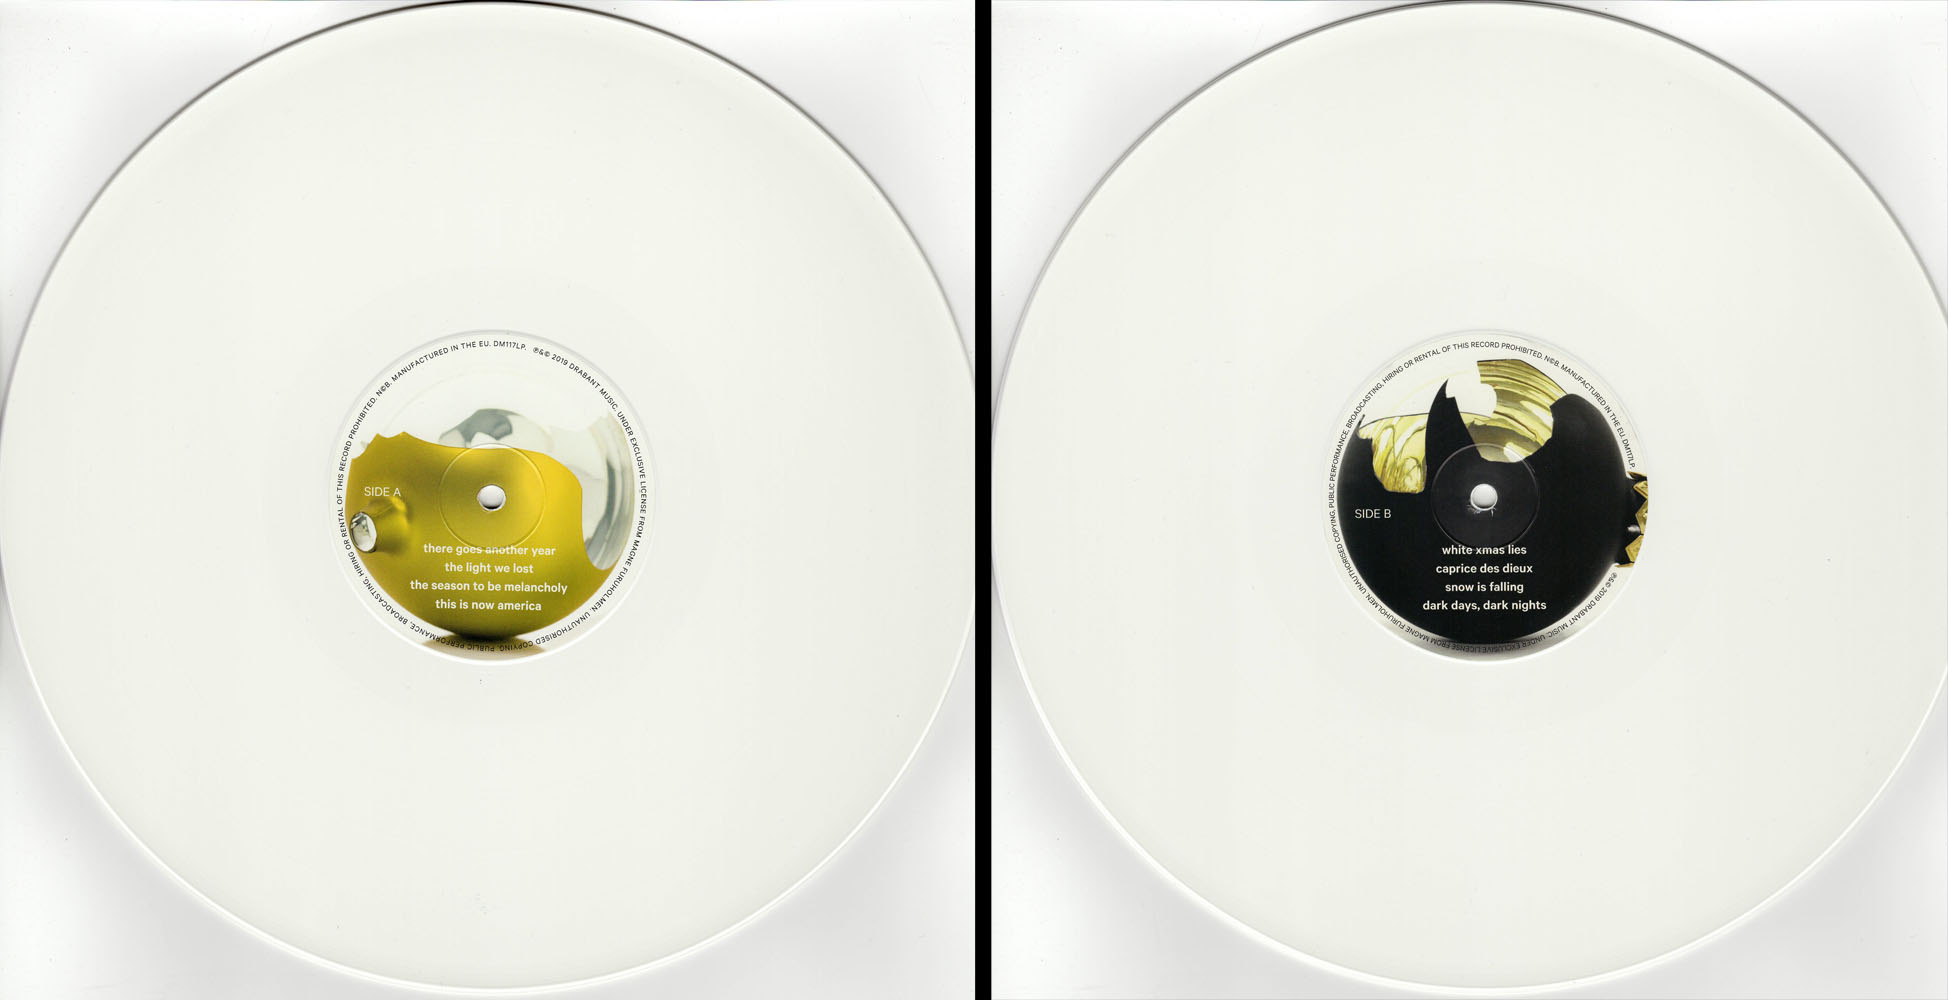 ℗&© 2019 DRABANT MUSIC. UNDER EXCLUSIVE LICENSE FROM MAGNE FURUHOLMEN. UNAUTHORISED COPYING, PUBLIC PERFORMANCE, BROADCASTING, HIRING OR RENTAL OF THIS RECORD PROHIBITED. N©B. MANUFACTURED IN THE EU. DM117LP.
SIDE A
there goes another year
the light we lost
the season to be melancholy
this is now america
℗&© 2019 DRABANT MUSIC. UNDER EXCLUSIVE LICENSE FROM MAGNE FURUHOLMEN. UNAUTHORISED COPYING, PUBLIC PERFORMANCE, BROADCASTING, HIRING OR RENTAL OF THIS RECORD PROHIBITED. N©B. MANUFACTURED IN THE EU. DM117LP.
SIDE B
white xmas lies
caprice des dieux
snow is falling
dark days, dark nights